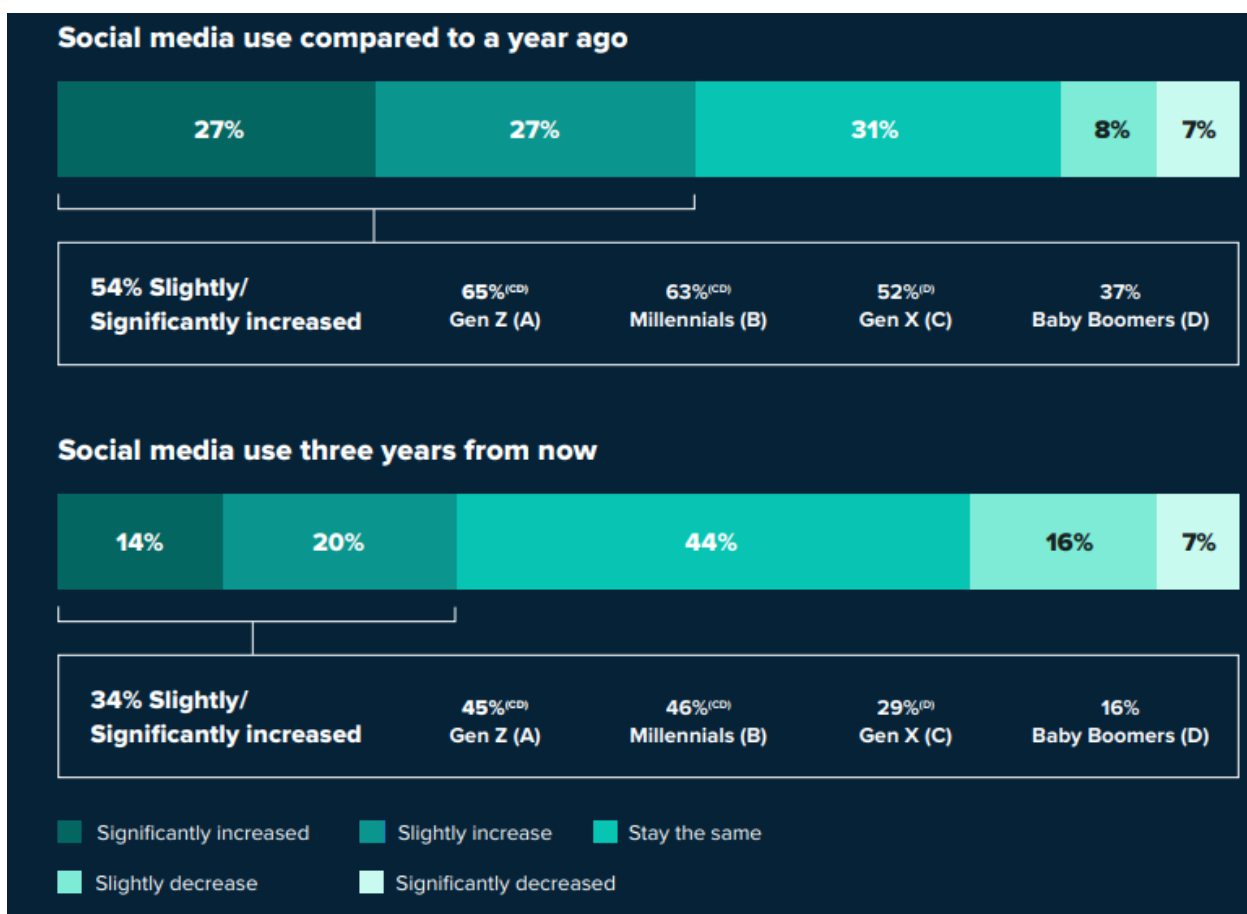 Social media use compared to a year ago
27% 27% 31% 8% 7%
54% Slightly/
Significantly increased
65%(CD)
Gen Z (A)
63%(CD)
Millennials (B)
52%(D)
Gen X (C)
37%
Baby Boomers (D)
Social media use three years from now
14% 20% 44% 16% 7%
34% Slightly/
Significantly increased
45%(CD)
Gen Z (A)
46%(CD)
Millennials (B)
29%(D)
Gen X (C)
16%
Baby Boomers (D)
Significantly increased Slightly increase Stay the same
Slightly decrease Significantly decreased